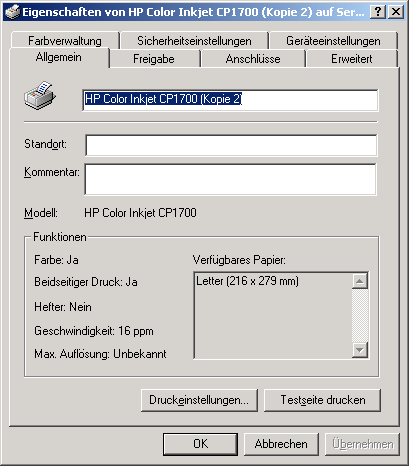 Eigenschaften von HP Color Inkjet CP1700 (Kopie 2) auf Ser...
Farbverwaltung Sicherheitseinstellungen Geräteeinstellungen
Allgemein Freigabe Anschlüsse Erweitert
HP Color Inkjet CP1700 (Kopie 2)
Standort:
Kommentar:
Modell: HP Color Inkjet CP1700
Funktionen
Farbe: Ja Verfügbares Papier:
Beidseitiger Druck: Ja Letter (216 x 279 mm)
Hefter: Nein
Geschwindigkeit: 16 ppm
Max. Auflösung: Unbekannt
Druckeinstellungen... Testseite drucken
OK Abbrechen Übernehmen